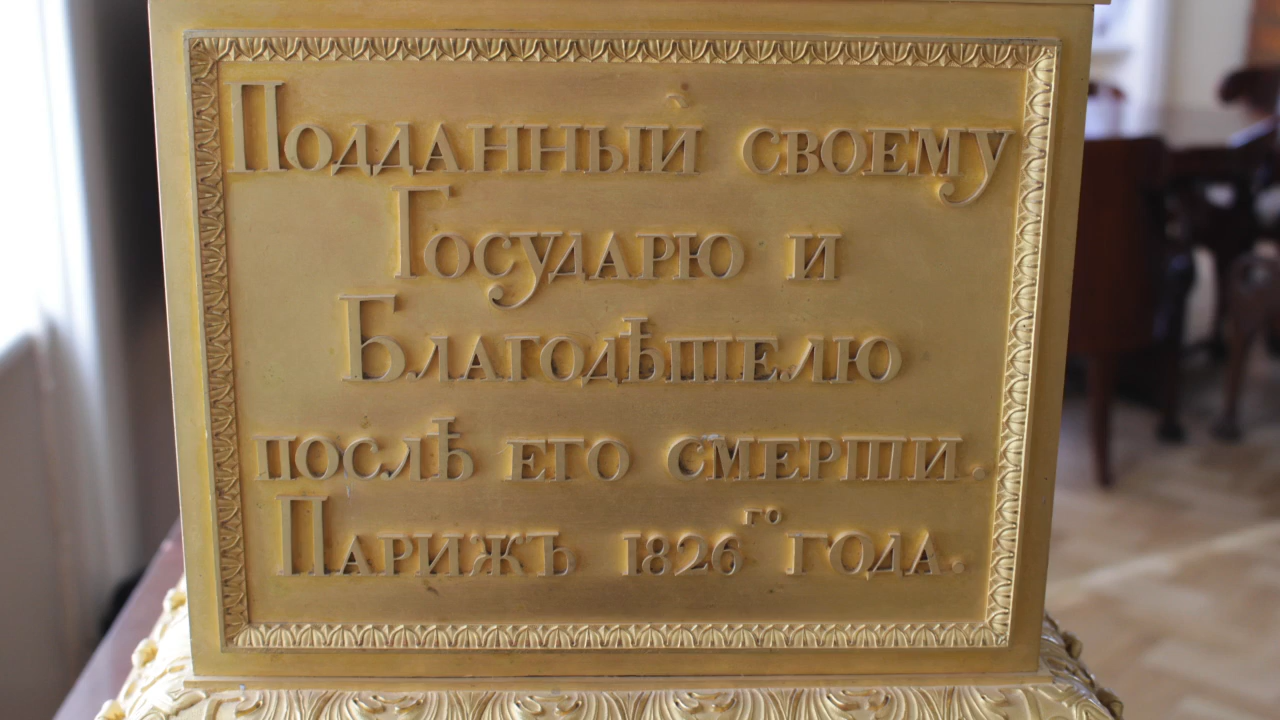 Подданный своему
Государю и
Благодѣтелю
послѣ его смерти.
Парижъ 1826го года.